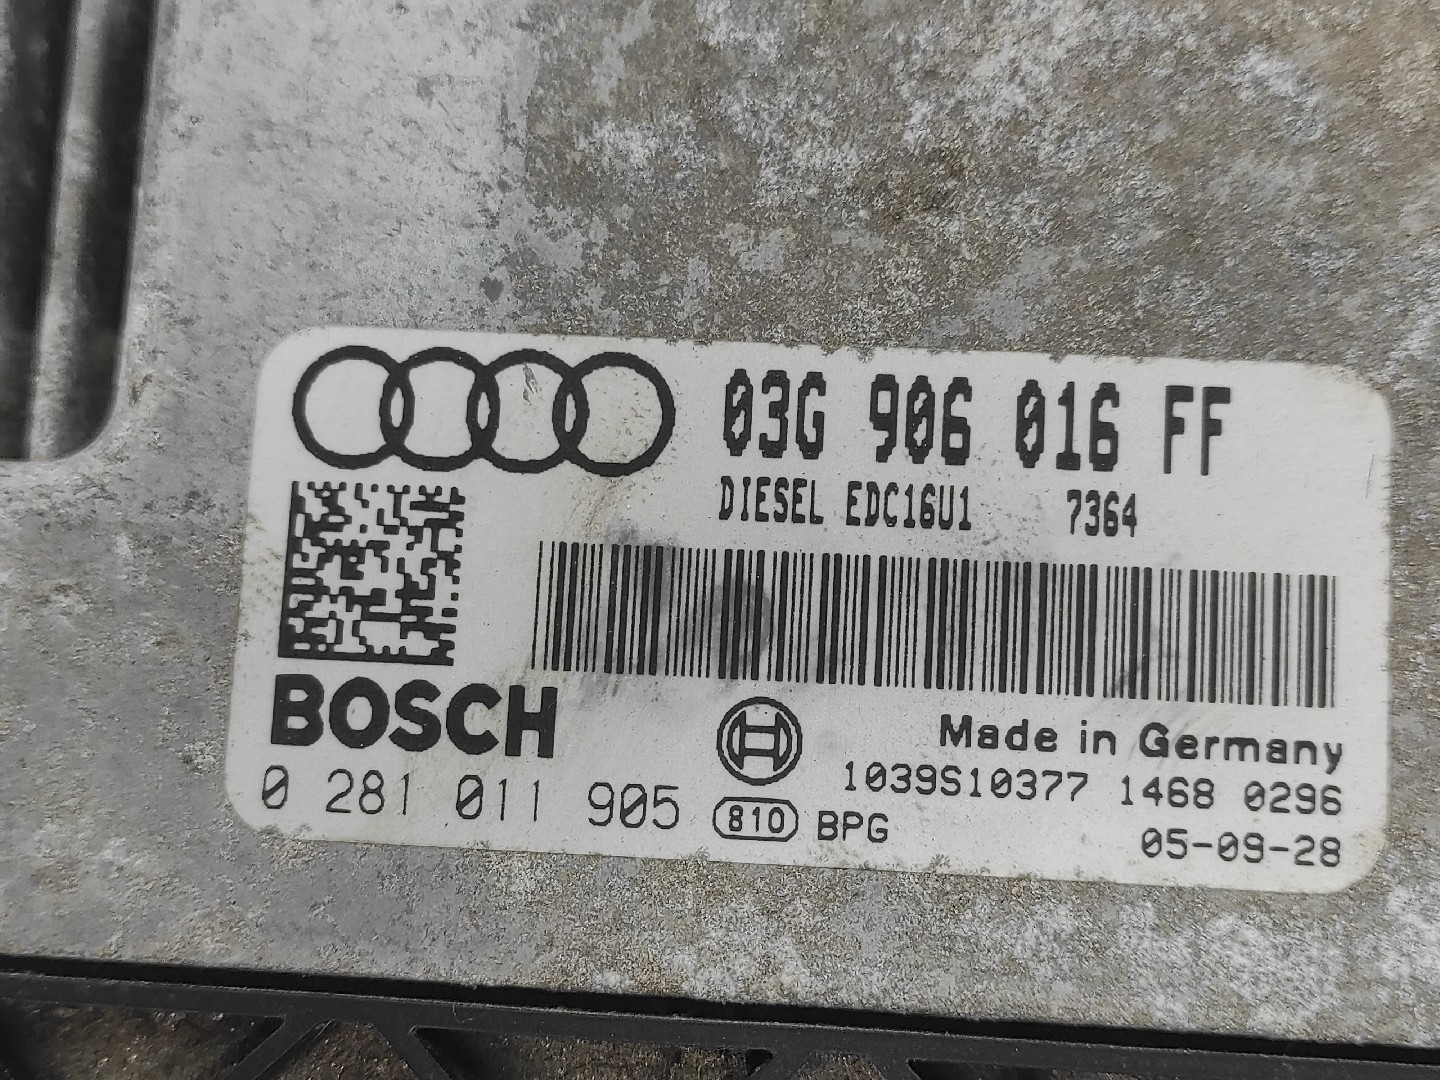 03G 906 016 FF
DIESEL EDC16U1 7364
BOSCH
Made in Germany
0 281 011 905
810 BPG
1039S10377 1468 0296
05-09-28